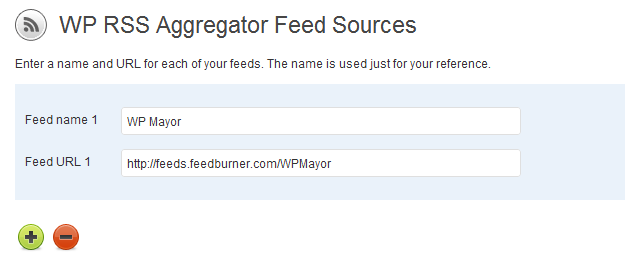 WP RSS Aggregator Feed Sources
Enter a name and URL for each of your feeds. The name is used just for your reference.
Feed name 1
WP Mayor
Feed URL 1
http://feeds.feedburner.com/WPMayor